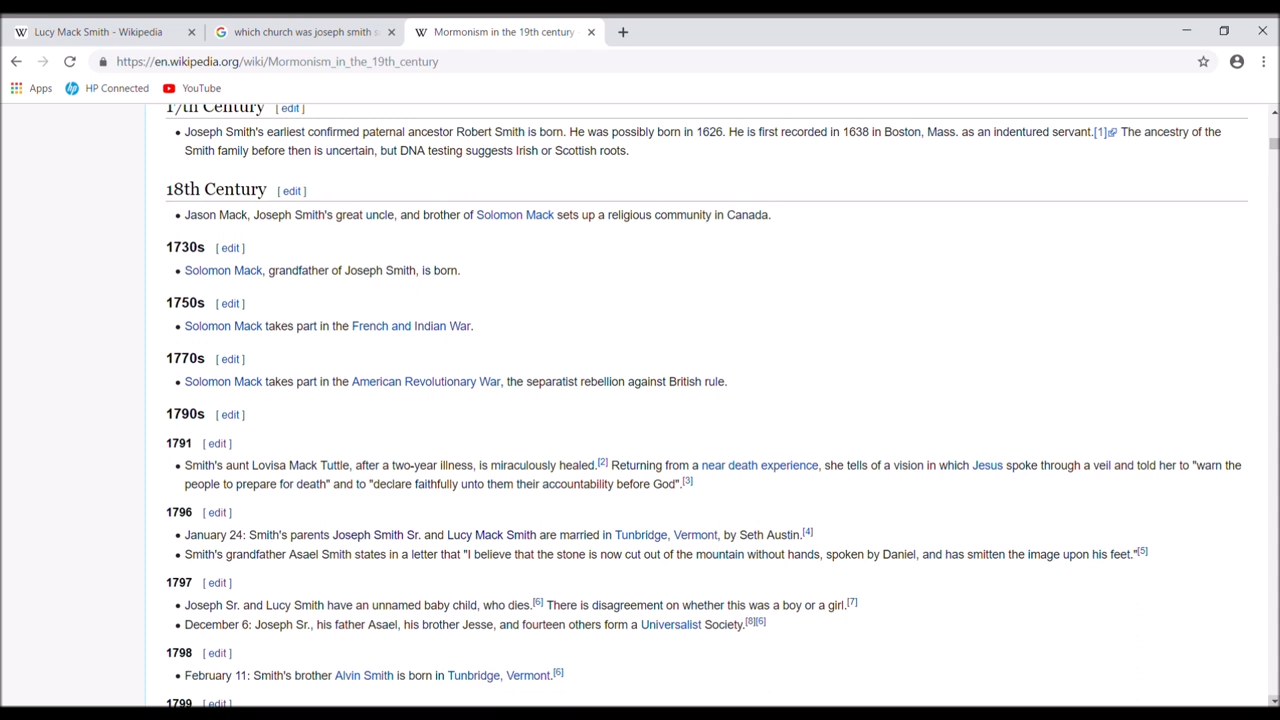 Lucy Mack Smith - Wikipedia
which church was joseph smith s
Mormonism in the 19th century
https://en.wikipedia.org/wiki/Mormonism_in_the_19th_century
Apps
HP Connected
YouTube
17th Century [ edit ]
• Joseph Smith's earliest confirmed paternal ancestor Robert Smith is born. He was possibly born in 1626. He is first recorded in 1638 in Boston, Mass. as an indentured servant.[1] The ancestry of the
Smith family before then is uncertain, but DNA testing suggests Irish or Scottish roots.
18th Century [ edit ]
• Jason Mack, Joseph Smith's great uncle, and brother of Solomon Mack sets up a religious community in Canada.
1730s [ edit ]
• Solomon Mack, grandfather of Joseph Smith, is born.
1750s [ edit ]
• Solomon Mack takes part in the French and Indian War.
1770s [ edit ]
• Solomon Mack takes part in the American Revolutionary War, the separatist rebellion against British rule.
1790s [ edit ]
1791 [ edit ]
• Smith's aunt Lovisa Mack Tuttle, after a two-year illness, is miraculously healed.[2] Returning from a near death experience, she tells of a vision in which Jesus spoke through a veil and told her to "warn the
people to prepare for death" and to "declare faithfully unto them their accountability before God".[3]
1796 [ edit ]
• January 24: Smith's parents Joseph Smith Sr. and Lucy Mack Smith are married in Tunbridge, Vermont, by Seth Austin.[4]
• Smith's grandfather Asael Smith states in a letter that "I believe that the stone is now cut out of the mountain without hands, spoken by Daniel, and has smitten the image upon his feet."[5]
1797 [ edit ]
• Joseph Sr. and Lucy Smith have an unnamed baby child, who dies.[6] There is disagreement on whether this was a boy or a girl.[7]
• December 6: Joseph Sr., his father Asael, his brother Jesse, and fourteen others form a Universalist Society.[8][6]
1798 [ edit ]
• February 11: Smith's brother Alvin Smith is born in Tunbridge, Vermont.[6]
1799 [ edit ]